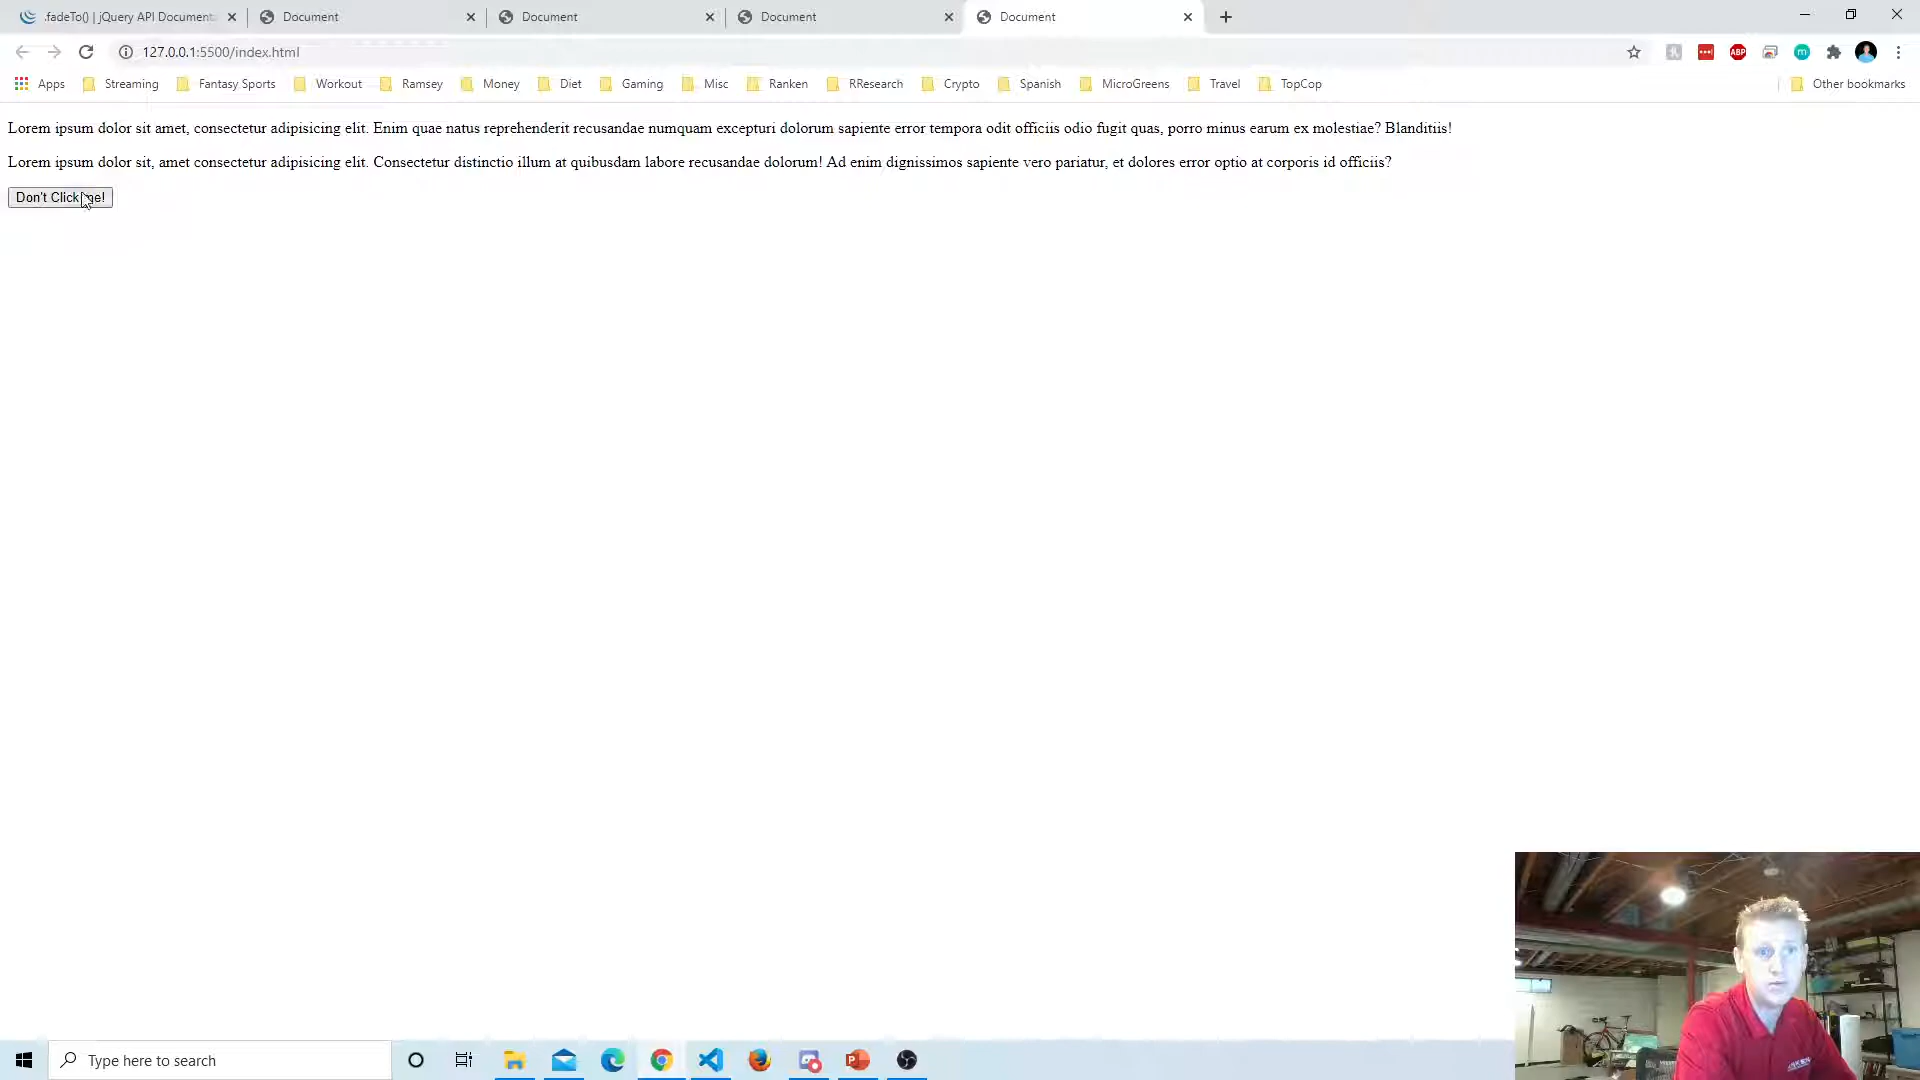 .fadeTo() | jQuery API Document
Document
Document
Document
Document
127.0.0.1:5500/index.html
ABP
m
Apps
Streaming
Fantasy Sports
Workout
Ramsey
Money
Diet
Gaming
Misc
Ranken
RResearch
Crypto
Spanish
MicroGreens
Travel
TopCop
Other bookmarks
Lorem ipsum dolor sit amet, consectetur adipisicing elit. Enim quae natus reprehenderit recusandae numquam excepturi dolorum sapiente error tempora odit officiis odio fugit quas, porro minus earum ex molestiae? Blanditiis!
Lorem ipsum dolor sit, amet consectetur adipisicing elit. Consectetur distinctio illum at quibusdam labore recusandae dolorum! Ad enim dignissimos sapiente vero pariatur, et dolores error optio at corporis id officiis?
Don't Click me!
Type here to search